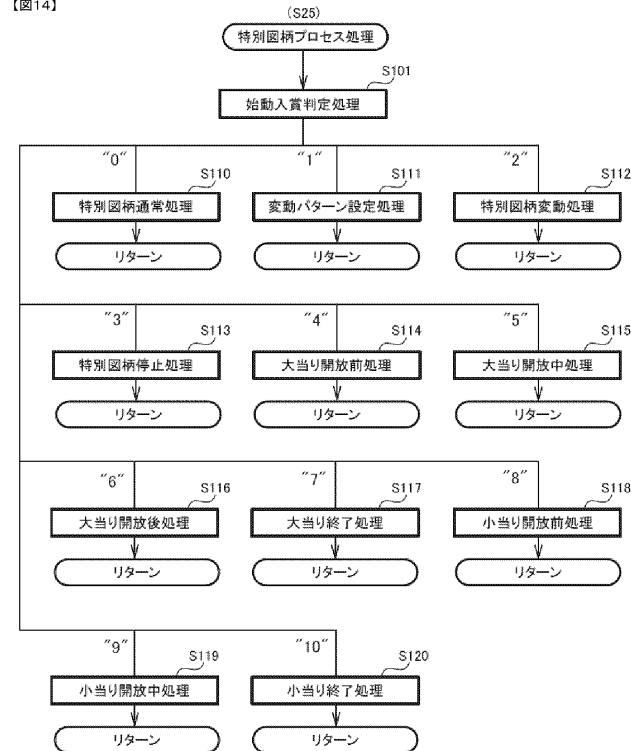 【図14】
(S25)
特別図柄プロセス処理
S101
始動入賞判定処理
"0" "1" "2"
S110 S111 S112
特別図柄通常処理 変動パターン設定処理 特別図柄変動処理
リターン リターン リターン
"3" "4" "5"
S113 S114 S115
特別図柄停止処理 大当り開放前処理 大当り開放中処理
リターン リターン リターン
"6" "7" "8"
S116 S117 S118
大当り開放後処理 大当り終了処理 小当り開放前処理
リターン リターン リターン
"9" "10"
S119 S120
小当り開放中処理 小当り終了処理
リターン リターン